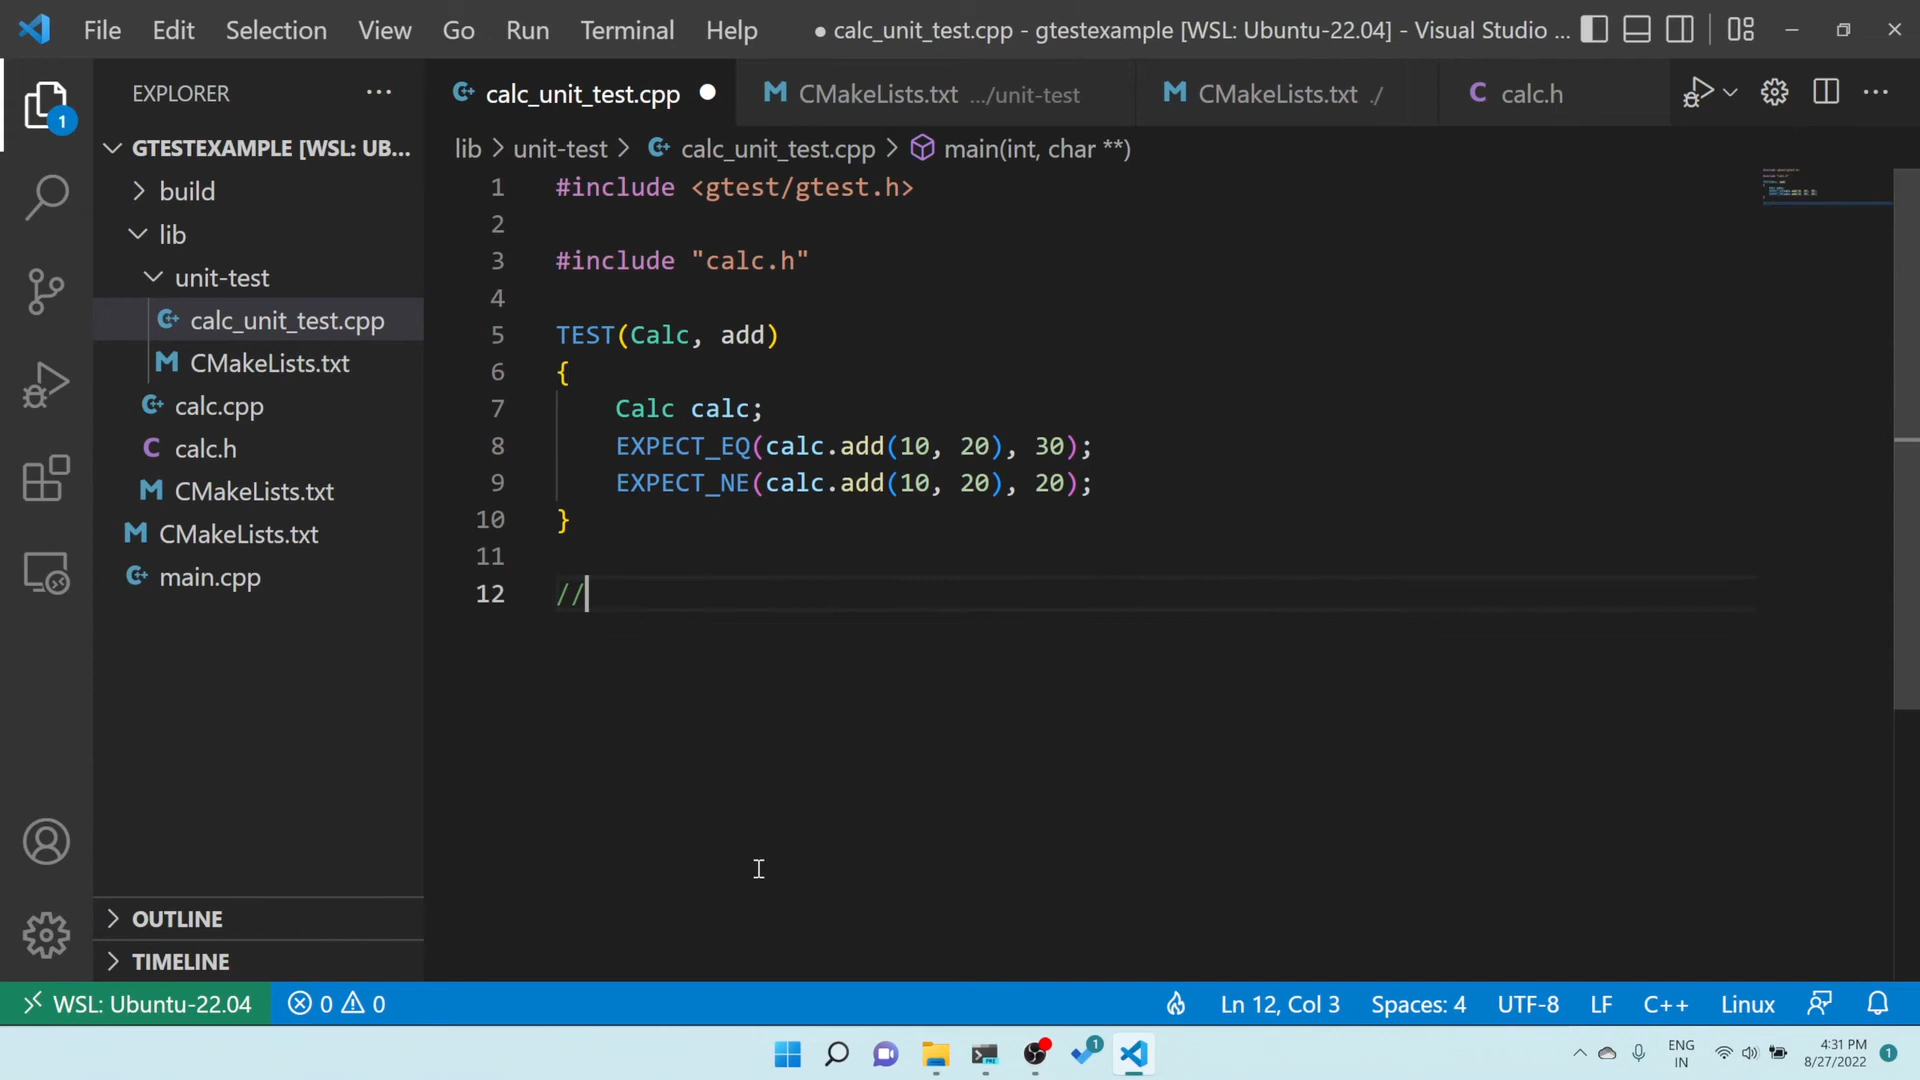 File Edit Selection View Go Run Terminal Help
● calc_unit_test.cpp - gtestexample [WSL: Ubuntu-22.04] - Visual Studio ...
EXPLORER
calc_unit_test.cpp
CMakeLists.txt .../unit-test
CMakeLists.txt ./
C calc.h
1
GTESTEXAMPLE [WSL: UB...
build
lib
unit-test
calc_unit_test.cpp
CMakeLists.txt
calc.cpp
C calc.h
CMakeLists.txt
CMakeLists.txt
main.cpp
OUTLINE
TIMELINE
lib > unit-test > calc_unit_test.cpp > main(int, char **)
1 #include <gtest/gtest.h>
2
3 #include "calc.h"
4
5 TEST(Calc, add)
6 {
7 Calc calc;
8 EXPECT_EQ(calc.add(10, 20), 30);
9 EXPECT_NE(calc.add(10, 20), 20);
10 }
11
12 //
WSL: Ubuntu-22.04 0 0 Ln 12, Col 3 Spaces: 4 UTF-8 LF C++ Linux
1
ENG
IN
4:31 PM
8/27/2022
1